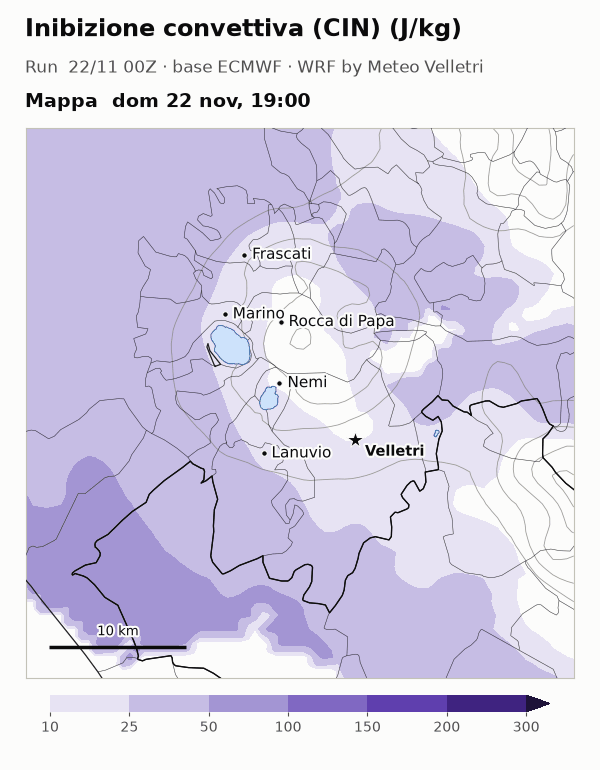 Inibizione convettiva (CIN) (J/kg)
Run  22/11 00Z · base ECMWF · WRF by Meteo Velletri
Mappa  dom 22 nov, 19:00
Frascati
Marino
Rocca di Papa
Nemi
Velletri
Lanuvio
10 km
10 25 50 100 150 200 300